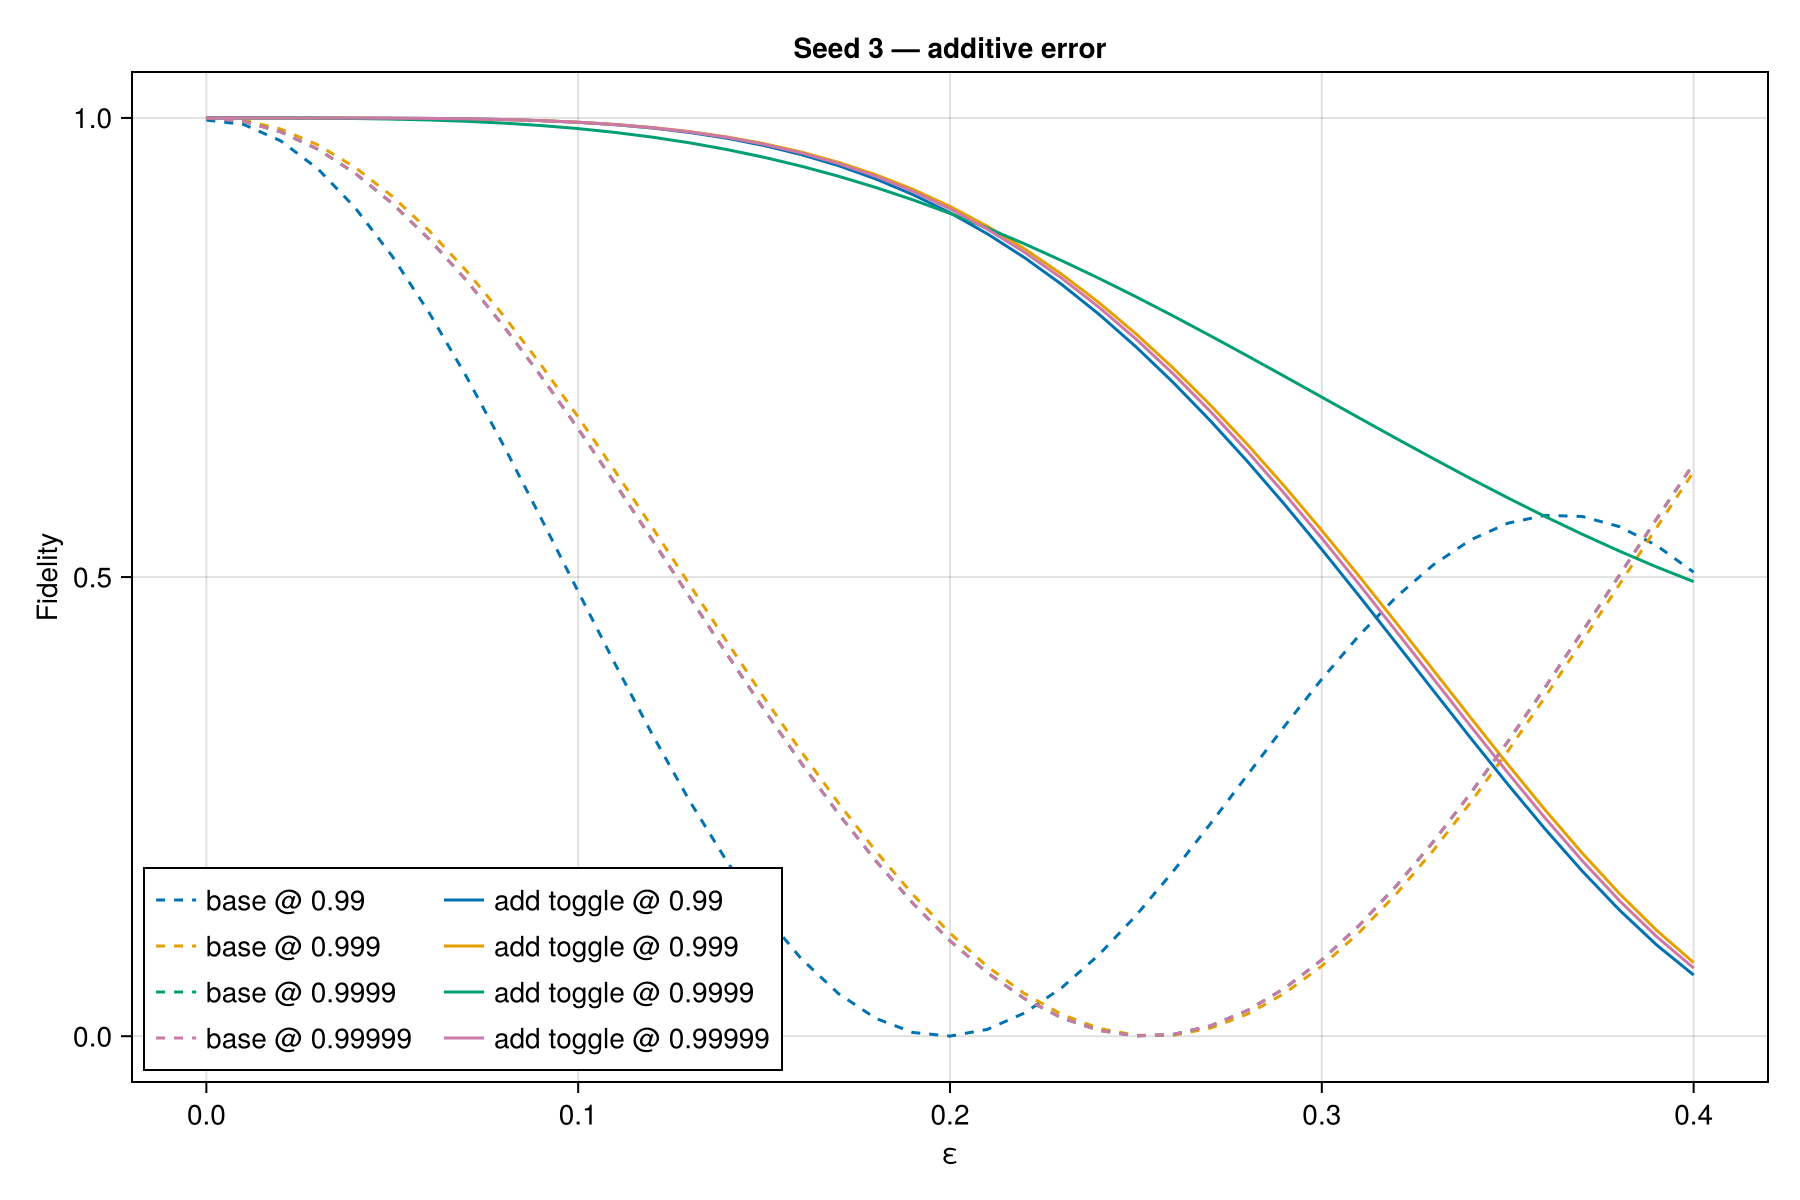 Seed 3 — additive error
Fidelity
1.0
0.5
0.0
base @ 0.99
add toggle @ 0.99
base @ 0.999
add toggle @ 0.999
base @ 0.9999
add toggle @ 0.9999
base @ 0.99999
add toggle @ 0.99999
0.0
0.1
0.2
0.3
0.4
ε